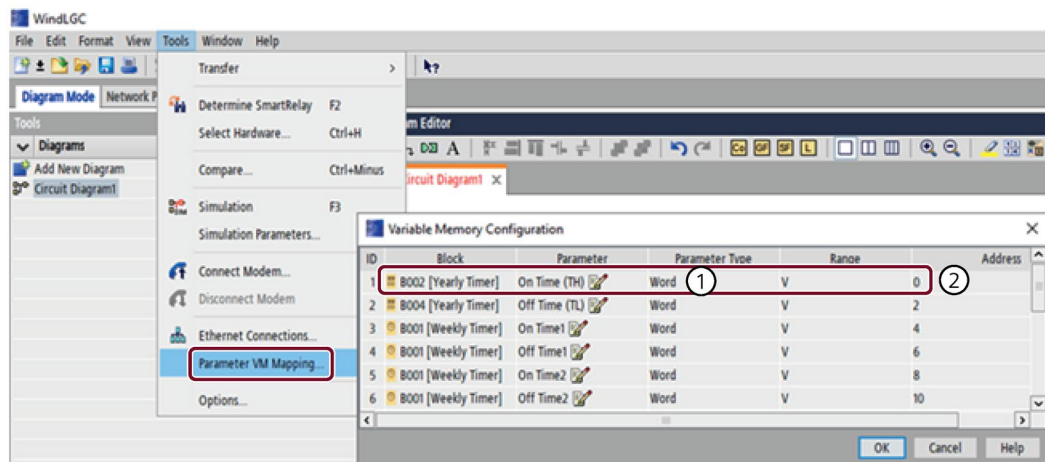 WindLGC
File Edit Format View Tools Window Help
Diagram Mode Network P
Tools
Diagrams
Add New Diagram
Circuit Diagram1
Transfer >
Determine SmartRelay F2
Select Hardware... Ctrl+H
Compare... Ctrl+Minus
Simulation F3
Simulation Parameters...
Connect Modem...
Disconnect Modem
Ethernet Connections...
Parameter VM Mapping...
Options...
m Editor
A Co GF SF L
ircuit Diagram1 ×
Variable Memory Configuration
ID Block Parameter Parameter Type Range Address
1 B002 [Yearly Timer] On Time (TH) Word 1 V 0 2
2 B004 [Yearly Timer] Off Time (TL) Word V 2
3 B001 [Weekly Timer] On Time1 Word V 4
4 B001 [Weekly Timer] Off Time1 Word V 6
5 B001 [Weekly Timer] On Time2 Word V 8
6 B001 [Weekly Timer] Off Time2 Word V 10
OK Cancel Help